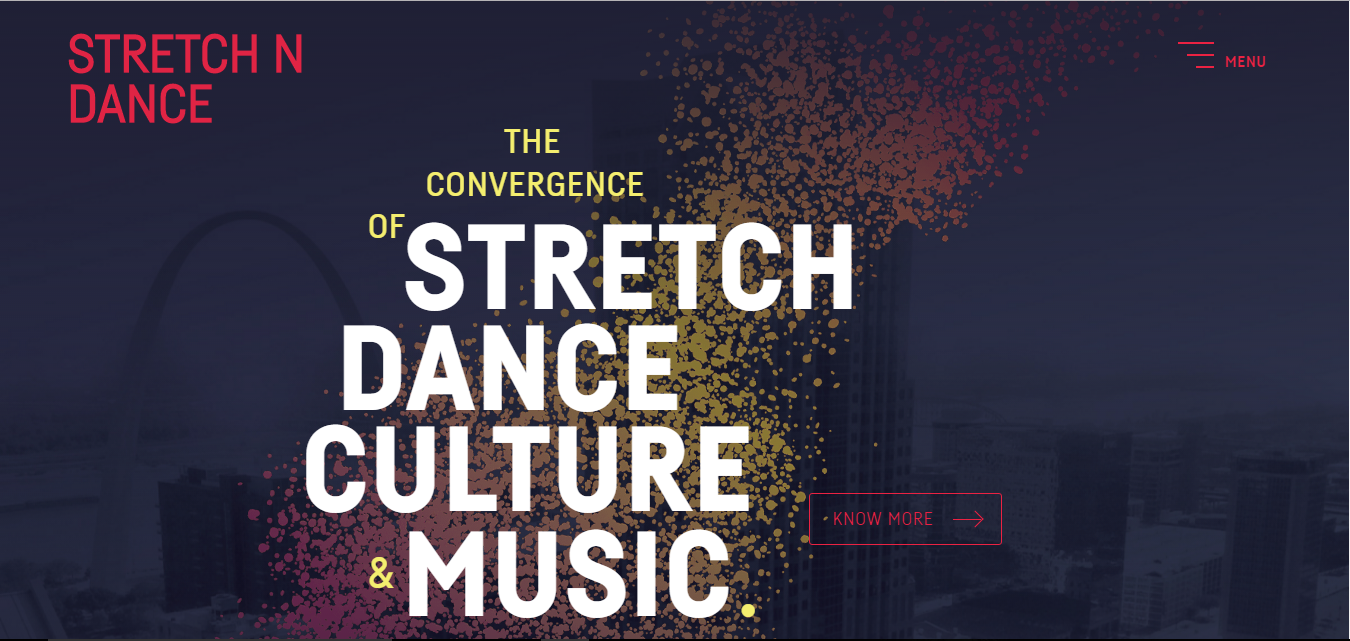 STRETCH N
DANCE
MENU
THE
CONVERGENCE
OF STRETCH
DANCE
CULTURE
& MUSIC.
KNOW MORE